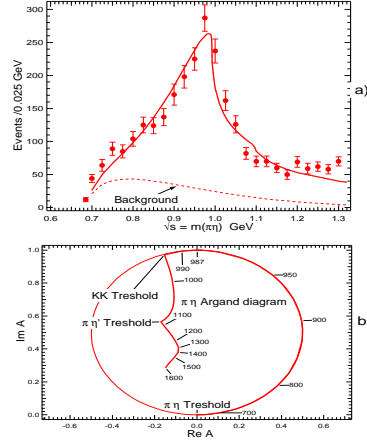 300
250
200
150
100
50
0
Events /0.025 GeV
a)
Background
0.6 0.7 0.8 0.9 1.0 1.1 1.2 1.3
√s = m(πη) GeV
1.0
0.8
0.6
0.4
0.2
0.0
Im A
b
987
990
1000
950
KK Treshold
π η Argand diagram
π η' Treshold
1100
900
1200
1300
1400
1500
1600
800
π η Treshold
700
-0.6 -0.4 -0.2 0.0 0.2 0.4 0.6
Re A